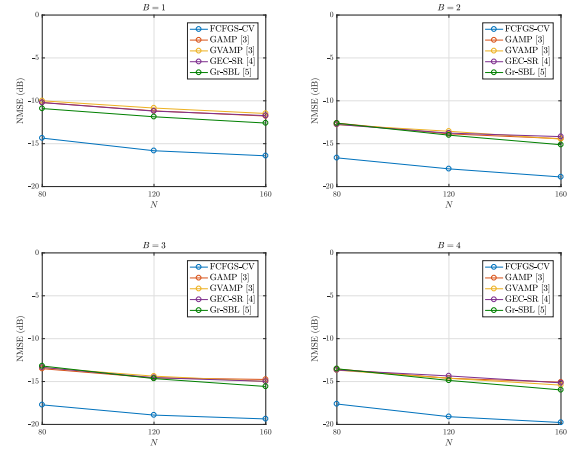 B = 1
NMSE (dB)
0
-5
-10
-15
-20
80
120
160
N
FCFGS-CV
GAMP [3]
GVAMP [3]
GEC-SR [4]
Gr-SBL [5]
B = 2
NMSE (dB)
0
-5
-10
-15
-20
80
120
160
N
FCFGS-CV
GAMP [3]
GVAMP [3]
GEC-SR [4]
Gr-SBL [5]
B = 3
NMSE (dB)
0
-5
-10
-15
-20
80
120
160
N
FCFGS-CV
GAMP [3]
GVAMP [3]
GEC-SR [4]
Gr-SBL [5]
B = 4
NMSE (dB)
0
-5
-10
-15
-20
80
120
160
N
FCFGS-CV
GAMP [3]
GVAMP [3]
GEC-SR [4]
Gr-SBL [5]